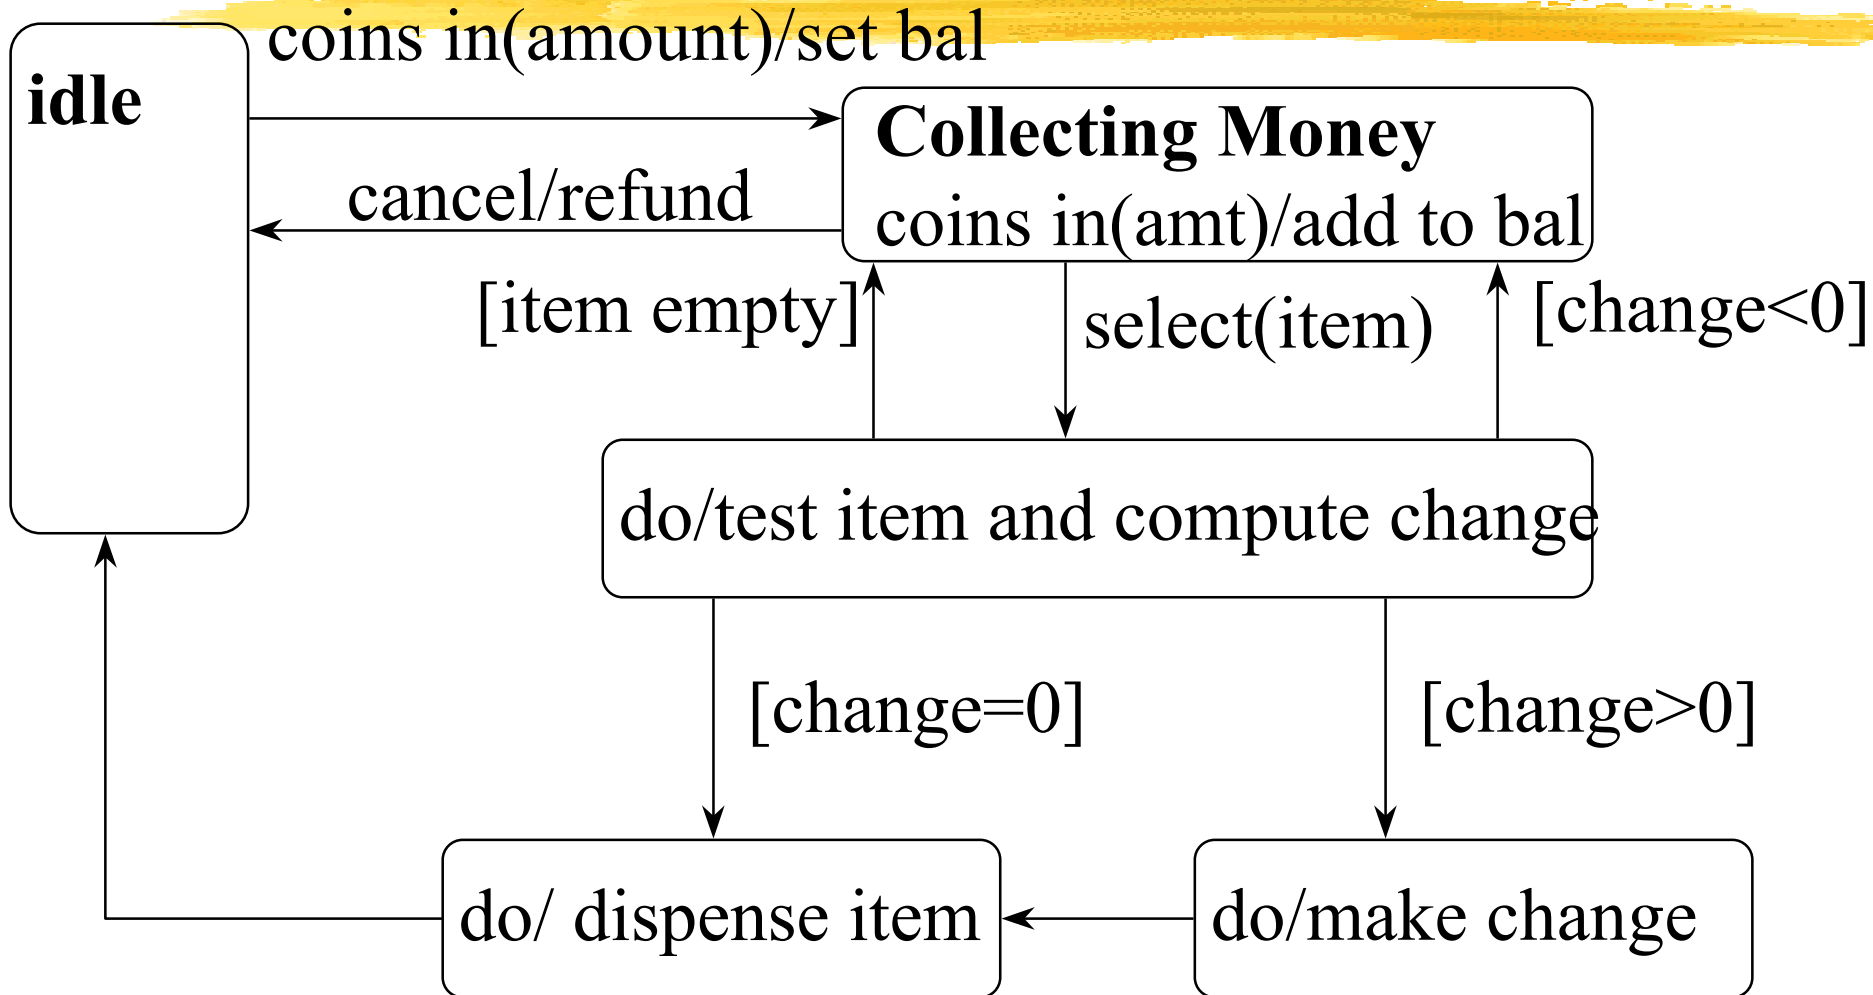 coins in(amount)/set bal
idle
Collecting Money
cancel/refund
coins in(amt)/add to bal
[item empty]
select(item)
[change<0]
do/test item and compute change
[change=0]
[change>0]
do/ dispense item
do/make change